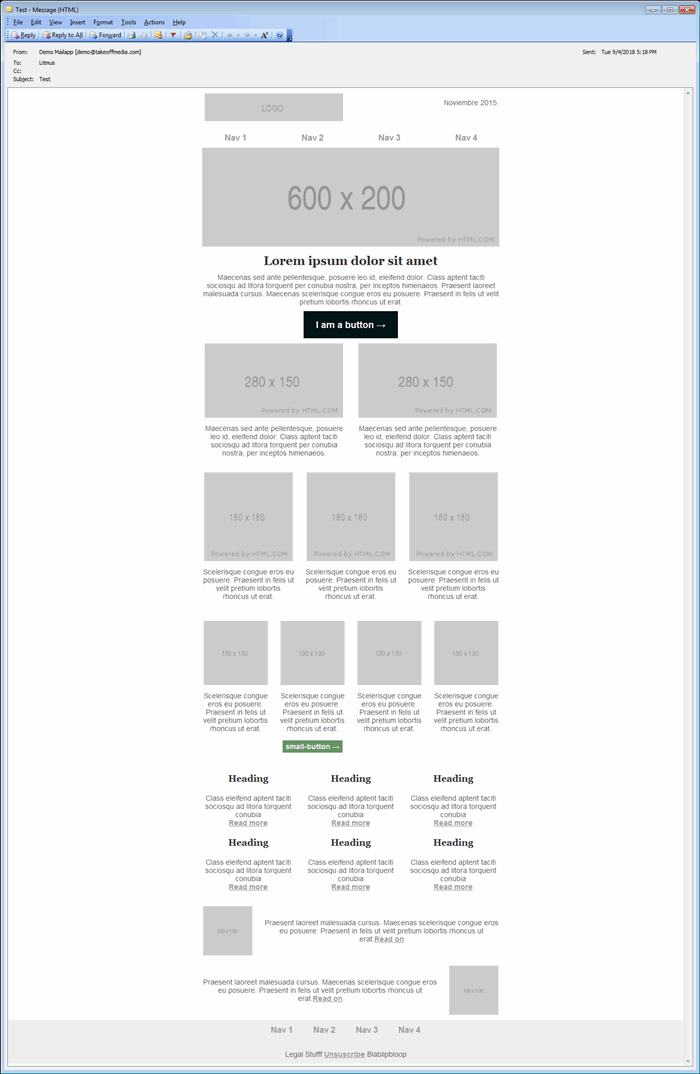 Test - Message (HTML)
File Edit View Insert Format Tools Actions Help
Reply Reply to All Forward
From: Demo Mailapp [demo@takeoffmedia.com] Sent: Tue 9/4/2018 5:18 PM
To: Litmus
Cc:
Subject: Test
LOGO Noviembre 2015
Nav 1 Nav 2 Nav 3 Nav 4
600 x 200
Powered by HTML.COM
Lorem ipsum dolor sit amet
Maecenas sed ante pellentesque, posuere leo id, eleifend dolor. Class aptent taciti
sociosqu ad litora torquent per conubia nostra, per inceptos himenaeos. Praesent laoreet
malesuada cursus. Maecenas scelerisque congue eros eu posuere. Praesent in felis ut velit
pretium lobortis rhoncus ut erat.
I am a button →
280 x 150
Powered by HTML.COM
Maecenas sed ante pellentesque, posuere
leo id, eleifend dolor. Class aptent taciti
sociosqu ad litora torquent per conubia
nostra, per inceptos himenaeos.
280 x 150
Powered by HTML.COM
Maecenas sed ante pellentesque, posuere
leo id, eleifend dolor. Class aptent taciti
sociosqu ad litora torquent per conubia
nostra, per inceptos himenaeos.
180 x 180
Powered by HTML.COM
Scelerisque congue eros eu
posuere. Praesent in felis ut
velit pretium lobortis
rhoncus ut erat.
180 x 180
Powered by HTML.COM
Scelerisque congue eros eu
posuere. Praesent in felis ut
velit pretium lobortis
rhoncus ut erat.
180 x 180
Powered by HTML.COM
Scelerisque congue eros eu
posuere. Praesent in felis ut
velit pretium lobortis
rhoncus ut erat.
130 x 130
Scelerisque congue
eros eu posuere.
Praesent in felis ut
velit pretium lobortis
rhoncus ut erat.
130 x 130
Scelerisque congue
eros eu posuere.
Praesent in felis ut
velit pretium lobortis
rhoncus ut erat.
small-button →
130 x 130
Scelerisque congue
eros eu posuere.
Praesent in felis ut
velit pretium lobortis
rhoncus ut erat.
130 x 130
Scelerisque congue
eros eu posuere.
Praesent in felis ut
velit pretium lobortis
rhoncus ut erat.
Heading
Class eleifend aptent taciti
sociosqu ad litora torquent
conubia
Read more
Heading
Class eleifend aptent taciti
sociosqu ad litora torquent
conubia
Read more
Heading
Class eleifend aptent taciti
sociosqu ad litora torquent
conubia
Read more
Heading
Class eleifend aptent taciti
sociosqu ad litora torquent
conubia
Read more
Heading
Class eleifend aptent taciti
sociosqu ad litora torquent
conubia
Read more
Heading
Class eleifend aptent taciti
sociosqu ad litora torquent
conubia
Read more
100 x 100
Praesent laoreet malesuada cursus. Maecenas scelerisque congue eros
eu posuere. Praesent in felis ut velit pretium lobortis rhoncus ut
erat.Read on
Praesent laoreet malesuada cursus. Maecenas scelerisque congue eros
eu posuere. Praesent in felis ut velit pretium lobortis rhoncus ut
erat.Read on
100 x 100
Nav 1 Nav 2 Nav 3 Nav 4
Legal Stufff Unsuscribe Blablipbloop